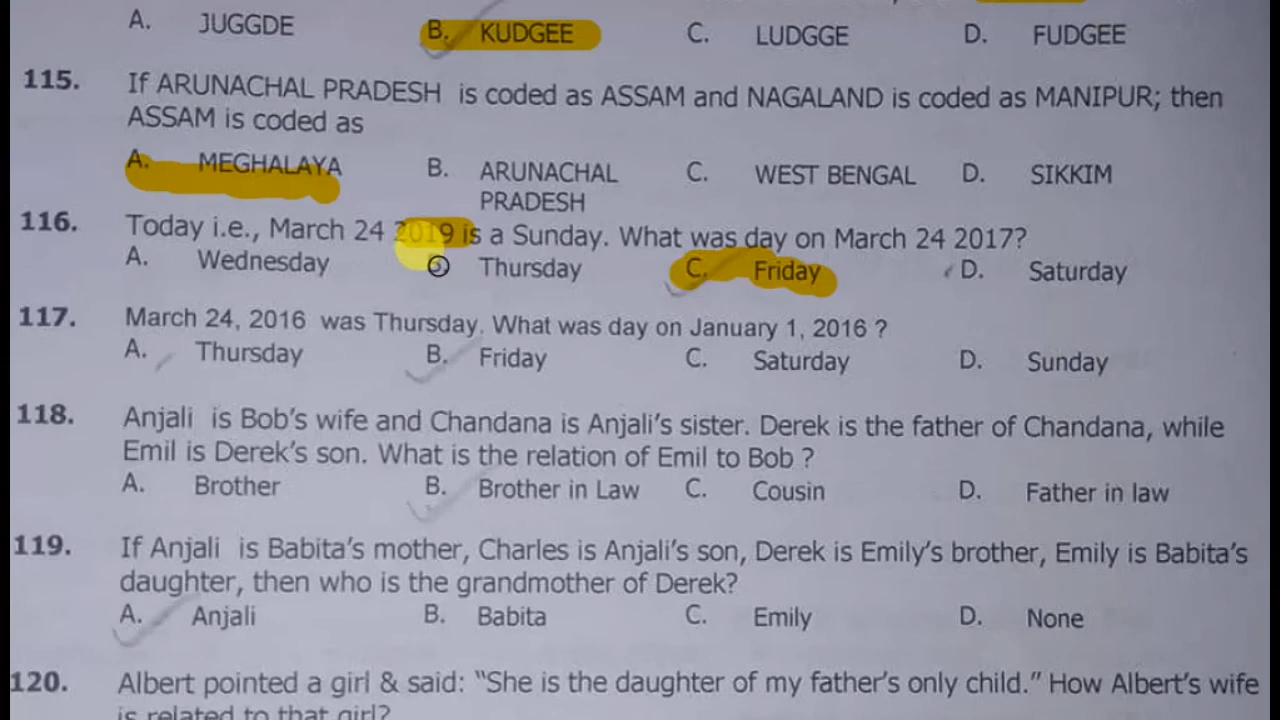 A. JUGGDE B. KUDGEE C. LUDGGE D. FUDGEE
115. If ARUNACHAL PRADESH is coded as ASSAM and NAGALAND is coded as MANIPUR; then
ASSAM is coded as
A. MEGHALAYA B. ARUNACHAL PRADESH C. WEST BENGAL D. SIKKIM
116. Today i.e., March 24 2019 is a Sunday. What was day on March 24 2017?
A. Wednesday B. Thursday C. Friday D. Saturday
117. March 24, 2016 was Thursday. What was day on January 1, 2016 ?
A. Thursday B. Friday C. Saturday D. Sunday
118. Anjali is Bob's wife and Chandana is Anjali's sister. Derek is the father of Chandana, while
Emil is Derek's son. What is the relation of Emil to Bob ?
A. Brother B. Brother in Law C. Cousin D. Father in law
119. If Anjali is Babita's mother, Charles is Anjali's son, Derek is Emily's brother, Emily is Babita's
daughter, then who is the grandmother of Derek?
A. Anjali B. Babita C. Emily D. None
120. Albert pointed a girl & said: "She is the daughter of my father's only child." How Albert's wife
is related to that girl?